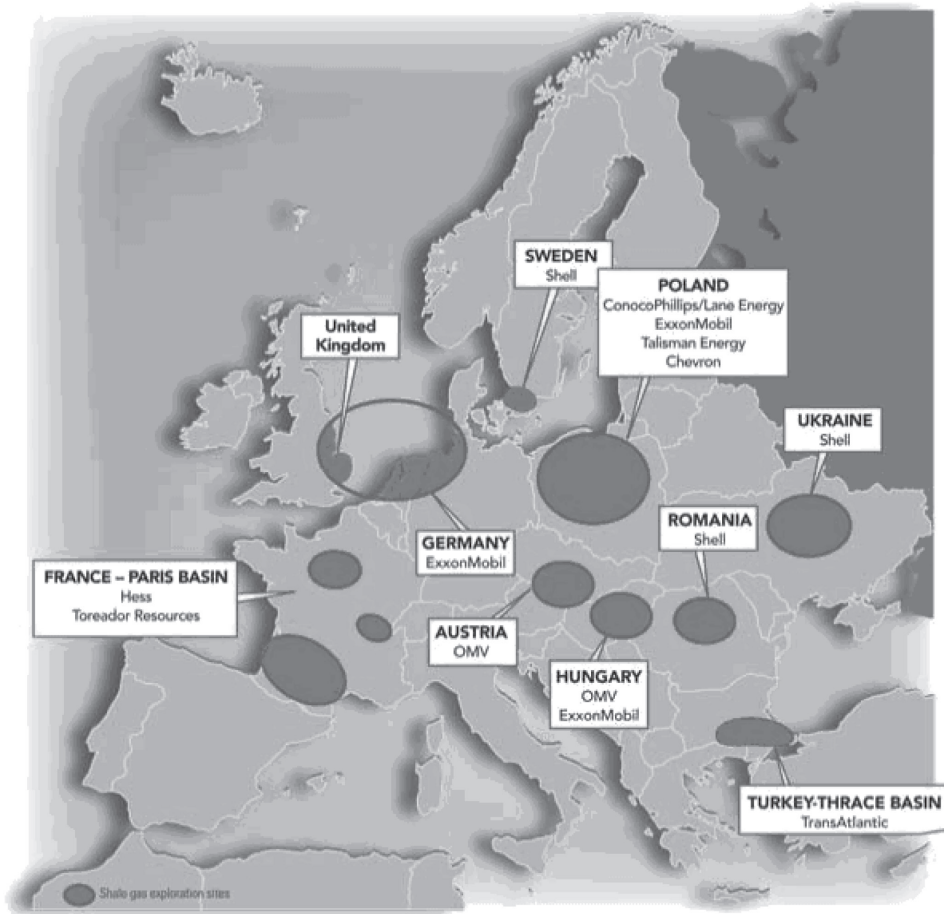 SWEDEN
Shell
POLAND
ConocoPhillips/Lane Energy
ExxonMobil
Talisman Energy
Chevron
United
Kingdom
UKRAINE
Shell
ROMANIA
Shell
GERMANY
ExxonMobil
FRANCE – PARIS BASIN
Hess
Toreador Resources
AUSTRIA
OMV
HUNGARY
OMV
ExxonMobil
TURKEY-THRACE BASIN
TransAtlantic
Shale gas exploration sites